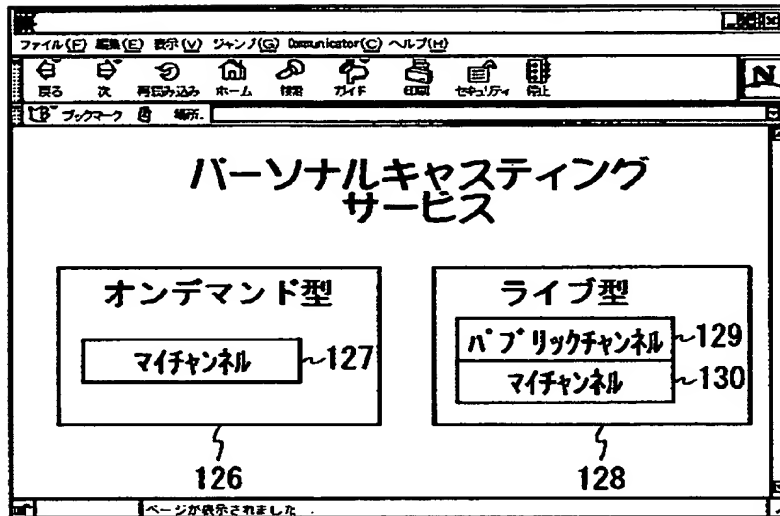 ファイル(F) 編集(E) 表示(V) ジャンプ(G) Communicator(C) ヘルプ(H)
戻る 次 再読み込み ホーム 検索 ガイド 印刷 セキュリティ 停止
N
ブックマーク 場所:
パーソナルキャスティング
サービス
オンデマンド型
マイチャンネル 127
126
ライブ型
パブリックチャンネル 129
マイチャンネル 130
128
ページが表示されました